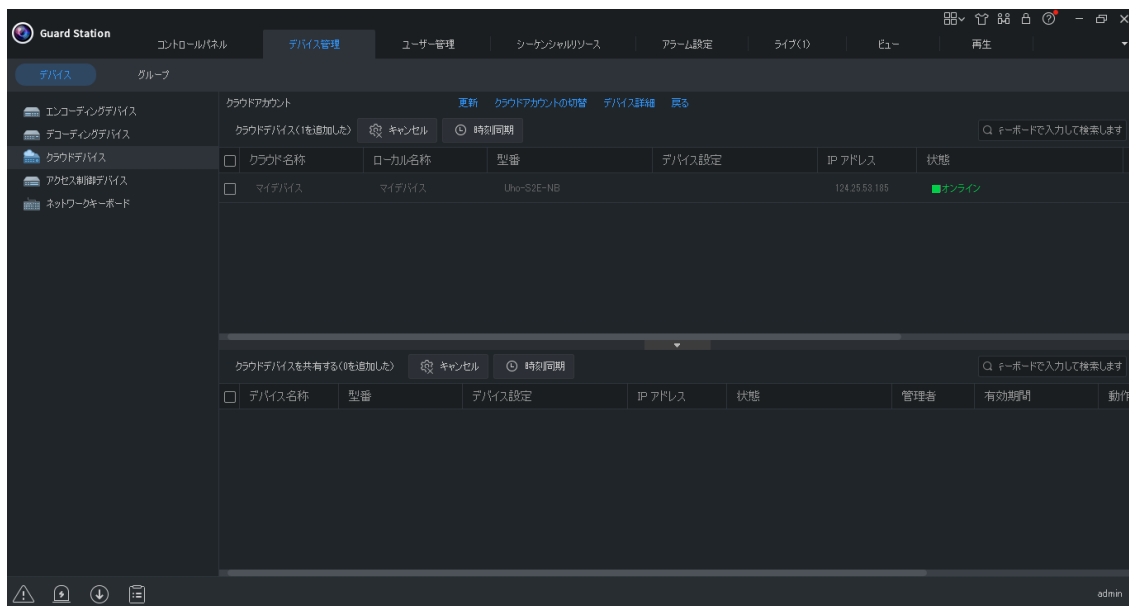 Guard Station
コントロールパネル デバイス管理 ユーザー管理 シーケンシャルリソース アラーム設定 ライブ(1) ビュー 再生
デバイス グループ
エンコーディングデバイス
デコーディングデバイス
クラウドデバイス
アクセス制御デバイス
ネットワークキーボード
クラウドアカウント 更新 クラウドアカウントの切替 デバイス詳細 戻る
クラウドデバイス(1を追加した) キャンセル 時刻同期 キーボードで入力して検索します
クラウド名称 ローカル名称 型番 デバイス設定 IP アドレス 状態
マイデバイス マイデバイス Uho-S2E-NB 124.25.53.185 オンライン
クラウドデバイスを共有する(0を追加した) キャンセル 時刻同期 キーボードで入力して検索します
デバイス名称 型番 デバイス設定 IP アドレス 状態 管理者 有効期間 動作
admin